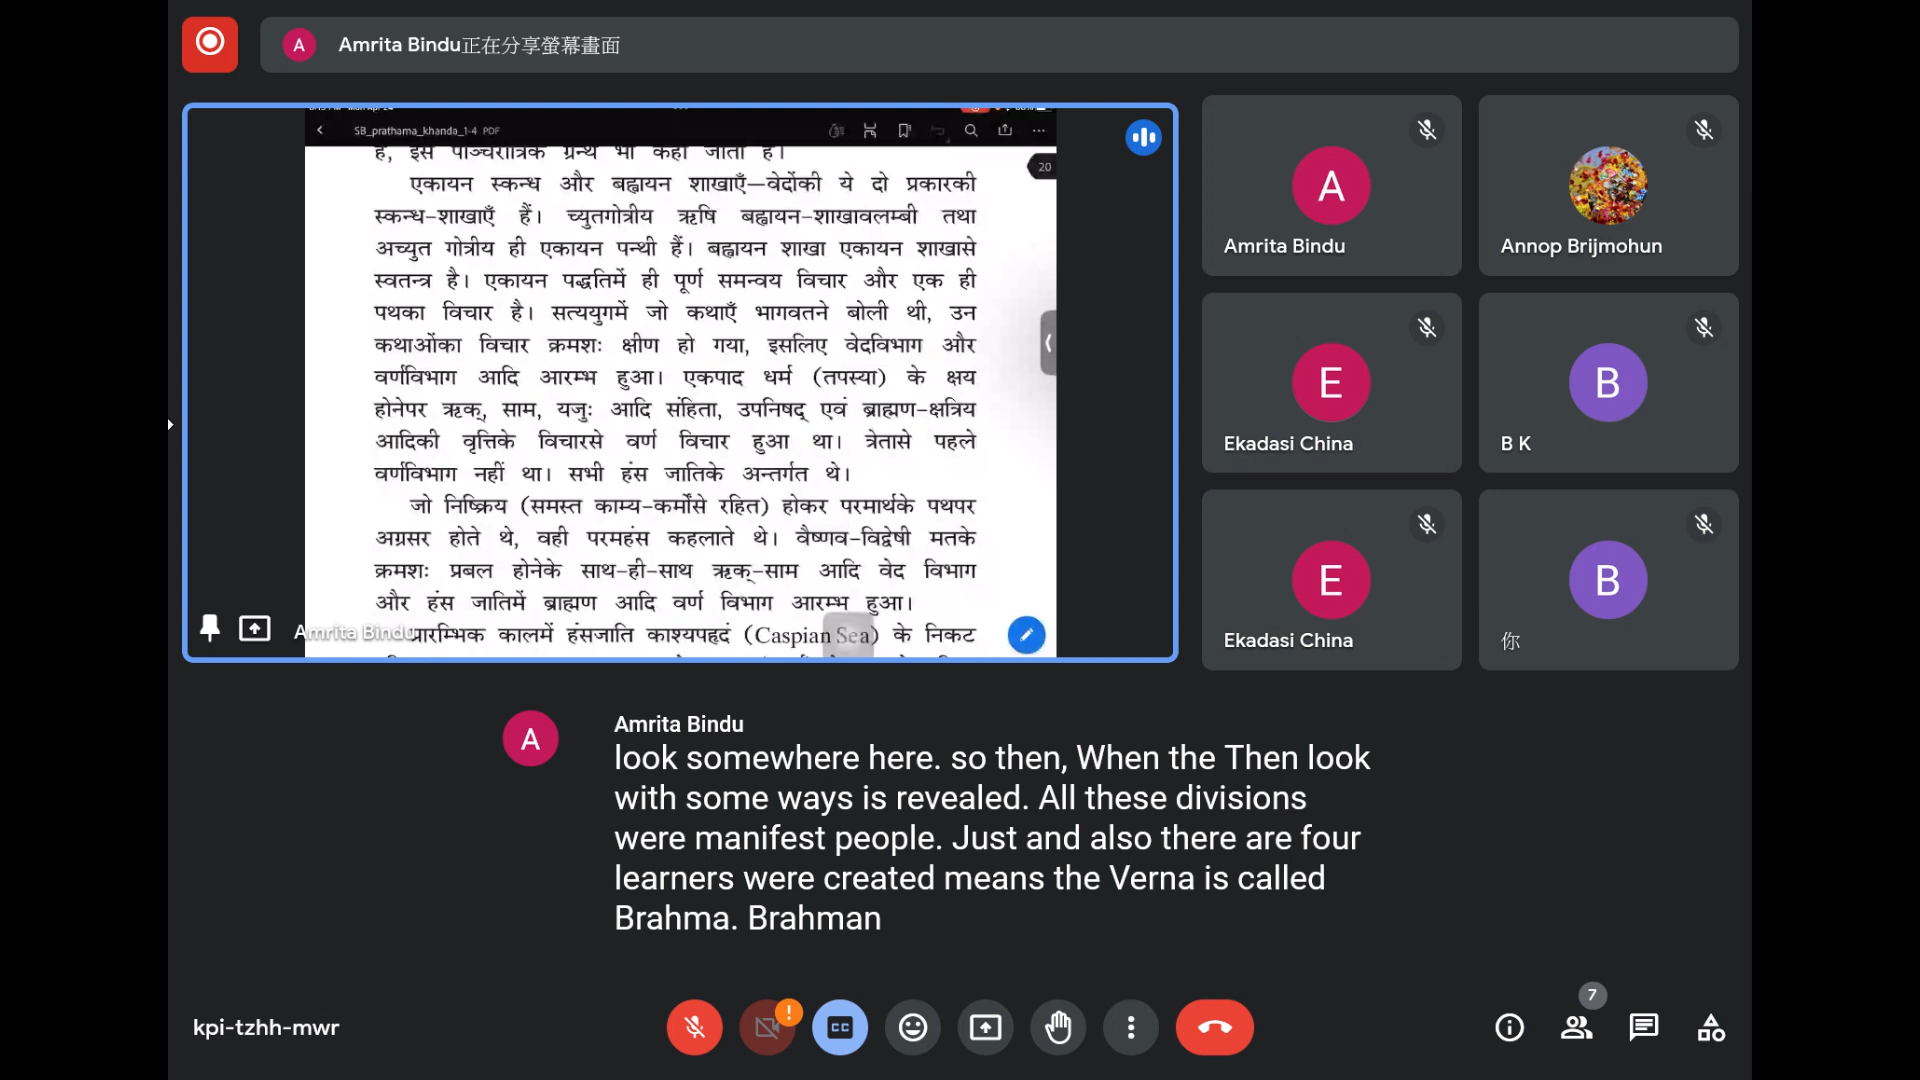 Amrita Bindu正在分享螢幕畫面
SB_prathama_khanda_1-4 PDF
20
है, इसे पाञ्चरात्रिक ग्रन्थ भी कहा जाता है।
एकायन स्कन्ध और बह्वायन शाखाएँ—वेदोंकी ये दो प्रकारकी
स्कन्ध-शाखाएँ हैं। च्युतगोत्रीय ऋषि बह्वायन-शाखावलम्बी तथा
अच्युत गोत्रीय ही एकायन पन्थी हैं। बह्वायन शाखा एकायन शाखासे
स्वतन्त्र है। एकायन पद्धतिमें ही पूर्ण समन्वय विचार और एक ही
पथका विचार है। सत्ययुगमें जो कथाएँ भागवतने बोली थी, उन
कथाओंका विचार क्रमशः क्षीण हो गया, इसलिए वेदविभाग और
वर्णविभाग आदि आरम्भ हुआ। एकपाद धर्म (तपस्या) के क्षय
होनेपर ऋक्, साम, यजुः आदि संहिता, उपनिषद् एवं ब्राह्मण-क्षत्रिय
आदिकी वृत्तिके विचारसे वर्ण विचार हुआ था। त्रेतासे पहले
वर्णविभाग नहीं था। सभी हंस जातिके अन्तर्गत थे।
जो निष्क्रिय (समस्त काम्य-कर्मोंसे रहित) होकर परमार्थके पथपर
अग्रसर होते थे, वही परमहंस कहलाते थे। वैष्णव-विद्वेषी मतके
क्रमशः प्रबल होनेके साथ-ही-साथ ऋक्-साम आदि वेद विभाग
और हंस जातिमें ब्राह्मण आदि वर्ण विभाग आरम्भ हुआ।
प्रारम्भिक कालमें हंसजाति काश्यपहृदं (Caspian Sea) के निकट
Amrita Bindu
A
Amrita Bindu
Annop Brijmohun
E
Ekadasi China
B
B K
E
Ekadasi China
B
你
A
Amrita Bindu
look somewhere here. so then, When the Then look
with some ways is revealed. All these divisions
were manifest people. Just and also there are four
learners were created means the Verna is called
Brahma. Brahman
kpi-tzhh-mwr
CC
7